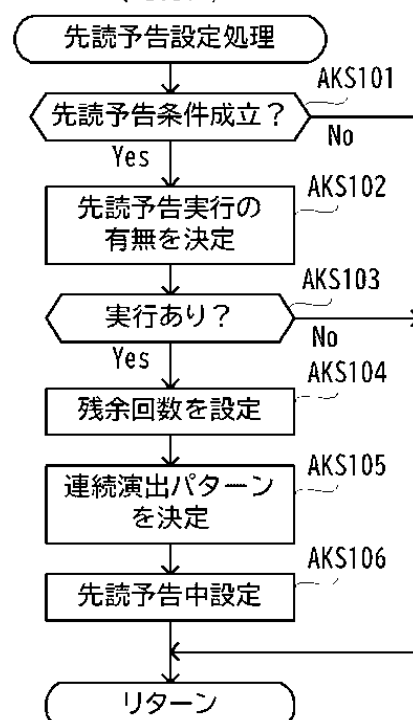 先読予告設定処理
AKS101
先読予告条件成立？
No
Yes
AKS102
先読予告実行の
有無を決定
AKS103
実行あり？
No
Yes
AKS104
残余回数を設定
AKS105
連続演出パターン
を決定
AKS106
先読予告中設定
リターン